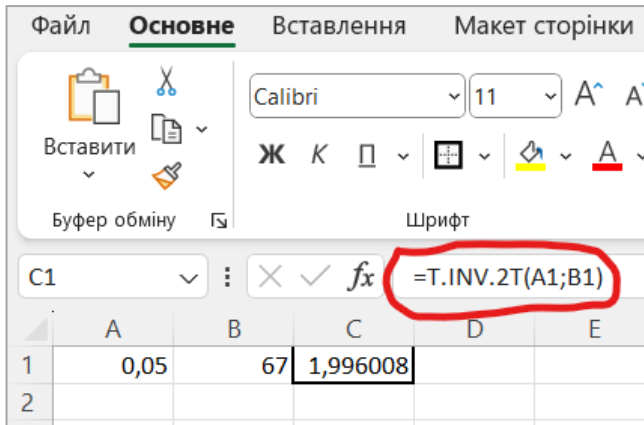 Файл Основне Вставлення Макет сторінки
Calibri 11 A A
Вставити
Ж К П A
Буфер обміну Шрифт
C1 fx =T.INV.2T(A1;B1)
A B C D E
1 0,05 67 1,996008
2